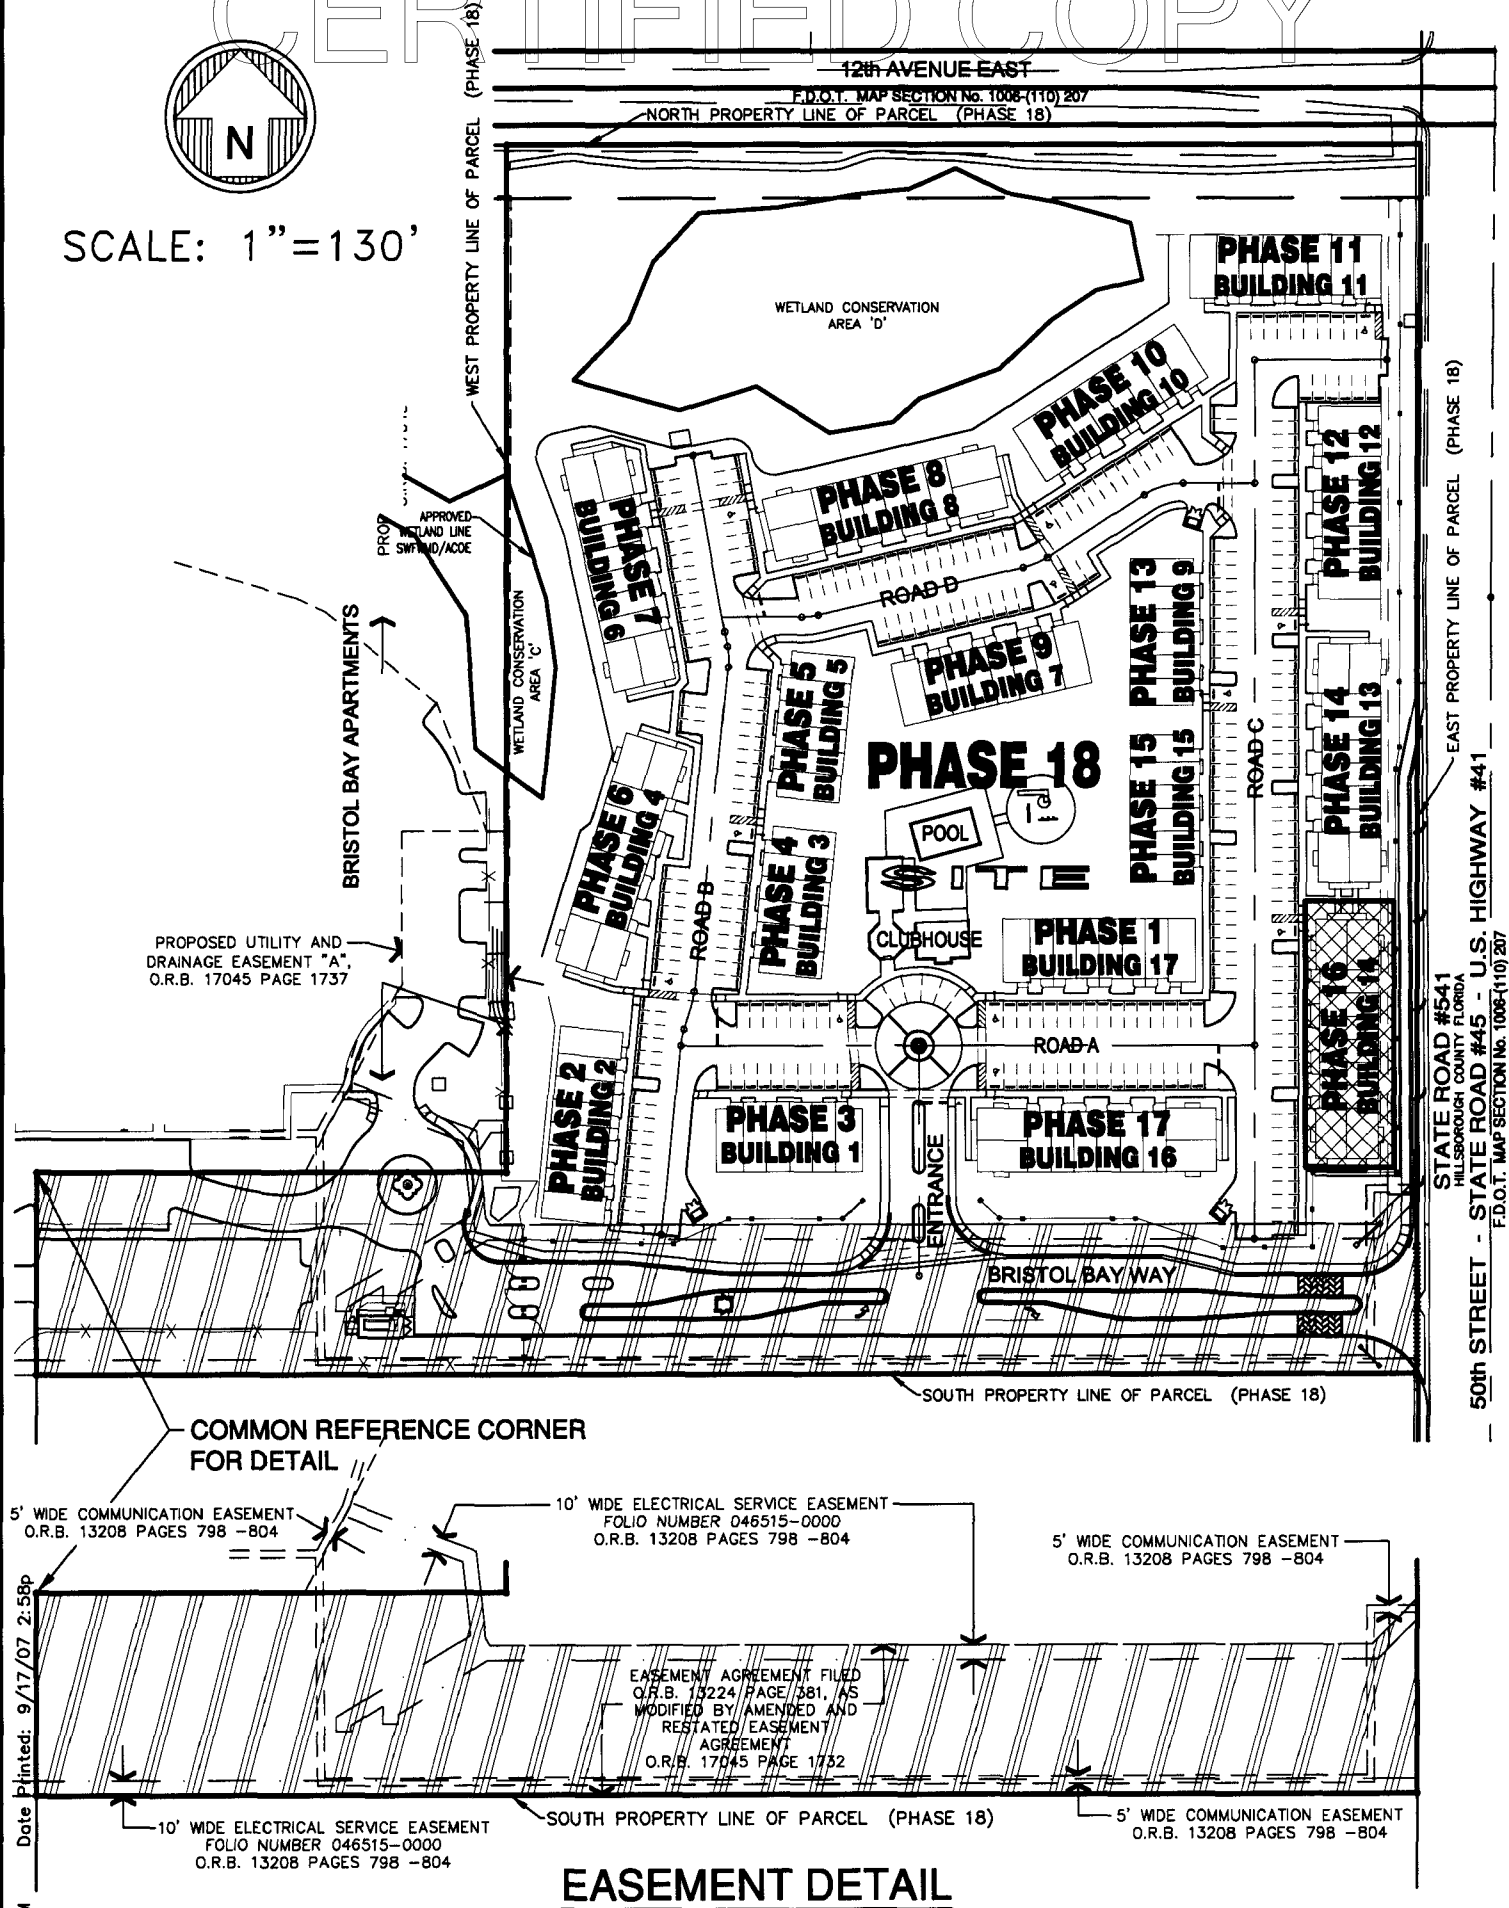 CERTIFIED COPY
12th AVENUE EAST
F.D.O.T. MAP SECTION No. 1006-(110) 207
NORTH PROPERTY LINE OF PARCEL (PHASE 18)
WEST PROPERTY LINE OF PARCEL (PHASE 18)
N
SCALE: 1"=130'
WETLAND CONSERVATION
AREA 'D'
PHASE 11
BUILDING 11
PHASE 10
BUILDING 10
PHASE 12
BUILDING 12
PHASE 8
BUILDING 8
PHASE 7
BUILDING 6
APPROVED
WETLAND LINE
SWFWMD/ACOE
PROP
WETLAND CONSERVATION
AREA 'C'
BRISTOL BAY APARTMENTS
ROAD D
PHASE 13
BUILDING 9
PHASE 9
BUILDING 7
PHASE 5
BUILDING 5
PHASE 14
BUILDING 13
EAST PROPERTY LINE OF PARCEL (PHASE 18)
PHASE 18
PHASE 15
BUILDING 15
ROAD C
PHASE 6
BUILDING 4
POOL
PHASE 4
BUILDING 3
SITE
ROAD B
CLUBHOUSE
PHASE 1
BUILDING 17
PROPOSED UTILITY AND
DRAINAGE EASEMENT "A",
O.R.B. 17045 PAGE 1737
PHASE 16
BUILDING 14
ROAD A
PHASE 2
BUILDING 2
PHASE 3
BUILDING 1
ENTRANCE
PHASE 17
BUILDING 16
STATE ROAD #541
HILLSBOROUGH COUNTY FLORIDA
50th STREET - STATE ROAD #45 - U.S. HIGHWAY #41
F.D.O.T. MAP SECTION No. 1006-(110) 207
BRISTOL BAY WAY
SOUTH PROPERTY LINE OF PARCEL (PHASE 18)
COMMON REFERENCE CORNER
FOR DETAIL
5' WIDE COMMUNICATION EASEMENT
O.R.B. 13208 PAGES 798 -804
10' WIDE ELECTRICAL SERVICE EASEMENT
FOLIO NUMBER 046515-0000
O.R.B. 13208 PAGES 798 -804
5' WIDE COMMUNICATION EASEMENT
O.R.B. 13208 PAGES 798 -804
EASEMENT AGREEMENT FILED
O.R.B. 13224 PAGE 381, AS
MODIFIED BY AMENDED AND
RESTATED EASEMENT
AGREEMENT
O.R.B. 17045 PAGE 1732
Date Printed: 9/17/07 2:58p
10' WIDE ELECTRICAL SERVICE EASEMENT
FOLIO NUMBER 046515-0000
O.R.B. 13208 PAGES 798 -804
SOUTH PROPERTY LINE OF PARCEL (PHASE 18)
5' WIDE COMMUNICATION EASEMENT
O.R.B. 13208 PAGES 798 -804
EASEMENT DETAIL